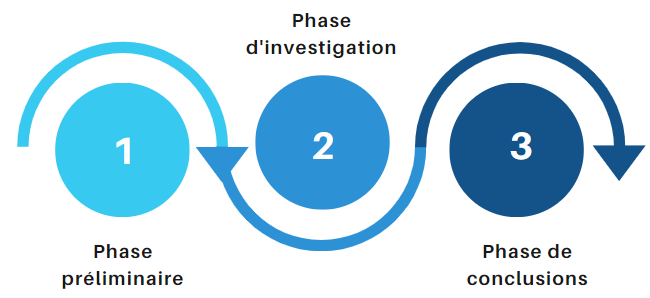 1
Phase
préliminaire
Phase
d'investigation
2
3
Phase de
conclusions